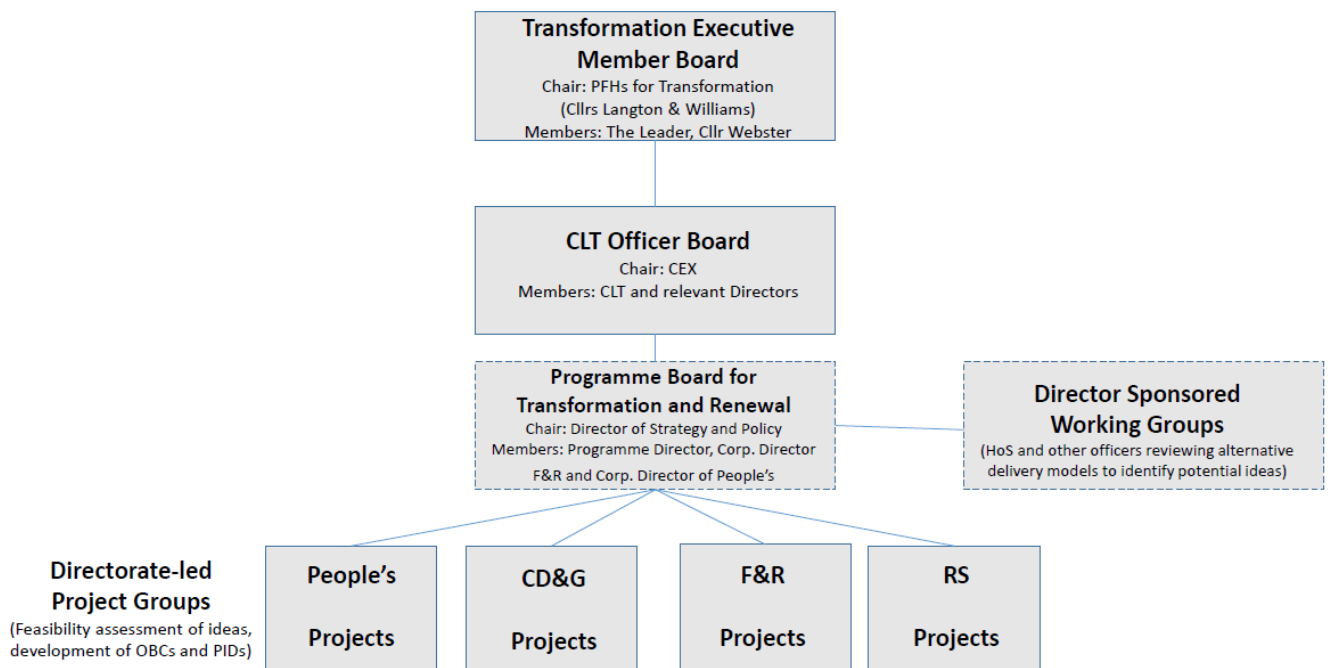 Transformation Executive
Member Board
Chair: PFHs for Transformation
(Cllrs Langton & Williams)
Members: The Leader, Cllr Webster
CLT Officer Board
Chair: CEX
Members: CLT and relevant Directors
Programme Board for
Transformation and Renewal
Chair: Director of Strategy and Policy
Members: Programme Director, Corp. Director
F&R and Corp. Director of People's
Director Sponsored
Working Groups
(HoS and other officers reviewing alternative
delivery models to identify potential ideas)
Directorate-led
Project Groups
(Feasibility assessment of ideas,
development of OBCs and PIDs)
People's
Projects
CD&G
Projects
F&R
Projects
RS
Projects